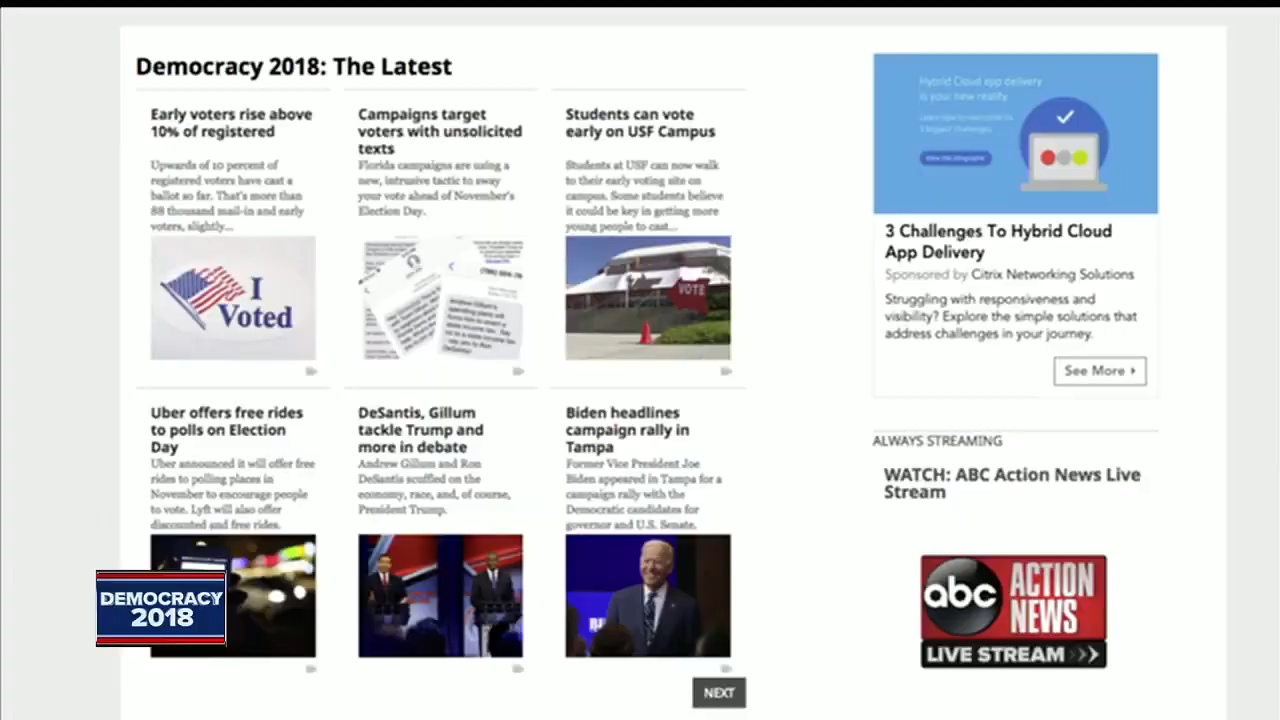 Democracy 2018: The Latest
Early voters rise above
10% of registered
Upwards of 10 percent of
registered voters have cast a
ballot so far. That's more than
88 thousand mail-in and early
voters, slightly...
I
Voted
Campaigns target
voters with unsolicited
texts
Florida campaigns are using a
new, intrusive tactic to sway
your vote ahead of November's
Election Day.
Students can vote
early on USF Campus
Students at USF can now walk
to their early voting site on
campus. Some students believe
it could be key in getting more
young people to cast...
VOTE
Uber offers free rides
to polls on Election
Day
Uber announced it will offer free
rides to polling places in
November to encourage people
to vote. Lyft will also offer
discounted and free rides.
DeSantis, Gillum
tackle Trump and
more in debate
Andrew Gillum and Ron
DeSantis scuffled on the
economy, race, and, of course,
President Trump.
Biden headlines
campaign rally in
Tampa
Former Vice President Joe
Biden appeared in Tampa for a
campaign rally with the
Democratic candidates for
governor and U.S. Senate.
DEMOCRACY
2018
NEXT
Hybrid Cloud app delivery
is your new reality
View the infographic
3 Challenges To Hybrid Cloud
App Delivery
Sponsored by Citrix Networking Solutions
Struggling with responsiveness and
visibility? Explore the simple solutions that
address challenges in your journey.
See More
ALWAYS STREAMING
WATCH: ABC Action News Live
Stream
abc
ACTION
NEWS
LIVE STREAM